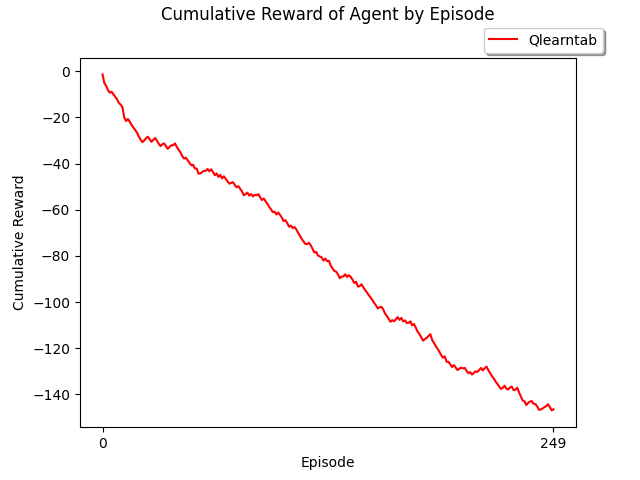 Cumulative Reward of Agent by Episode
Qlearntab
0
−20
−40
−60
−80
−100
−120
−140
Cumulative Reward
0
249
Episode